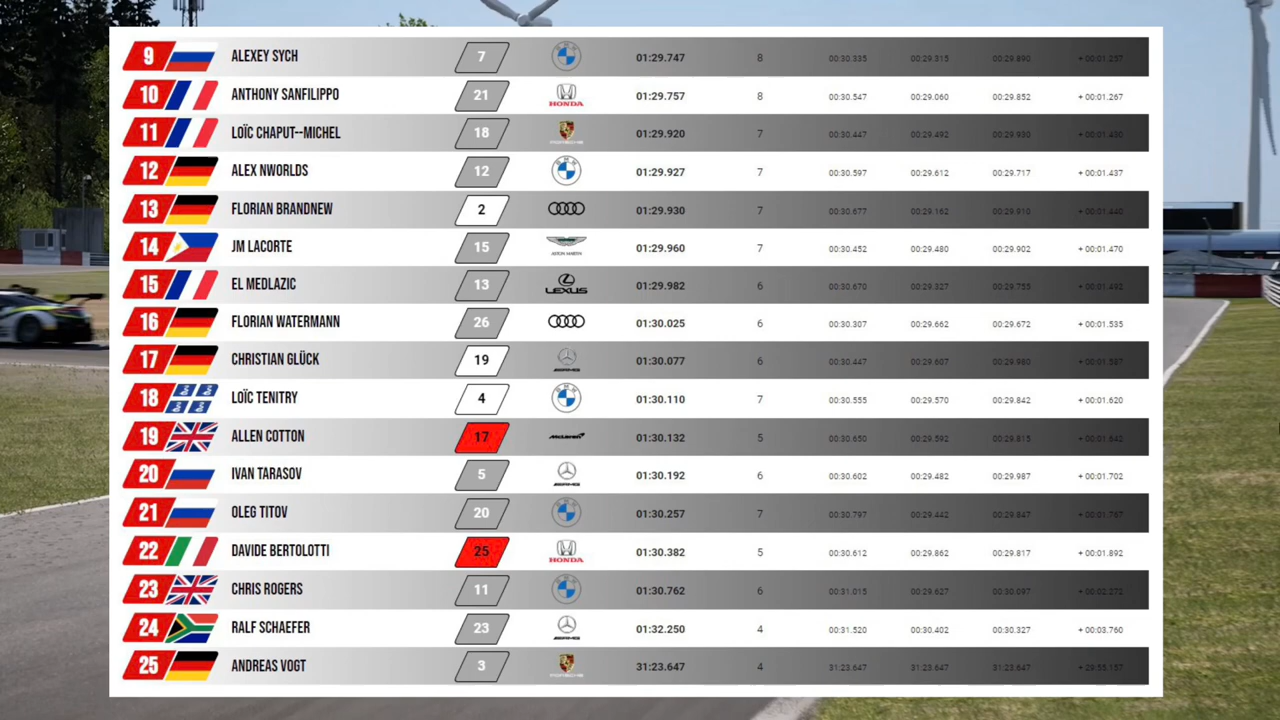 9 ALEXEY SYCH 7 01:29.747 8 00:30.335 00:29.315 00:29.890 + 00:01.257
10 ANTHONY SANFILIPPO 21 HONDA 01:29.757 8 00:30.547 00:29.060 00:29.852 + 00:01.267
11 LOÏC CHAPUT--MICHEL 18 PORSCHE 01:29.920 7 00:30.447 00:29.492 00:29.930 + 00:01.430
12 ALEX NWORLDS 12 01:29.927 7 00:30.597 00:29.612 00:29.717 + 00:01.437
13 FLORIAN BRANDNEW 2 01:29.930 7 00:30.677 00:29.162 00:29.910 + 00:01.440
14 JM LACORTE 15 ASTON MARTIN 01:29.960 7 00:30.452 00:29.480 00:29.902 + 00:01.470
15 EL MEDLAZIC 13 LEXUS 01:29.982 6 00:30.670 00:29.327 00:29.755 + 00:01.492
16 FLORIAN WATERMANN 26 01:30.025 6 00:30.307 00:29.662 00:29.672 + 00:01.535
17 CHRISTIAN GLÜCK 19 AMG 01:30.077 6 00:30.447 00:29.607 00:29.980 + 00:01.587
18 LOÏC TENITRY 4 BMW 01:30.110 7 00:30.555 00:29.570 00:29.842 + 00:01.620
19 ALLEN COTTON 17 McLaren 01:30.132 5 00:30.650 00:29.592 00:29.815 + 00:01.642
20 IVAN TARASOV 5 AMG 01:30.192 6 00:30.602 00:29.482 00:29.987 + 00:01.702
21 OLEG TITOV 20 01:30.257 7 00:30.797 00:29.442 00:29.847 + 00:01.767
22 DAVIDE BERTOLOTTI 25 HONDA 01:30.382 5 00:30.612 00:29.862 00:29.817 + 00:01.892
23 CHRIS ROGERS 11 01:30.762 6 00:31.015 00:29.627 00:30.097 + 00:02.272
24 RALF SCHAEFER 23 AMG 01:32.250 4 00:31.520 00:30.402 00:30.327 + 00:03.760
25 ANDREAS VOGT 3 PORSCHE 31:23.647 4 31:23.647 31:23.647 31:23.647 + 29:55.157